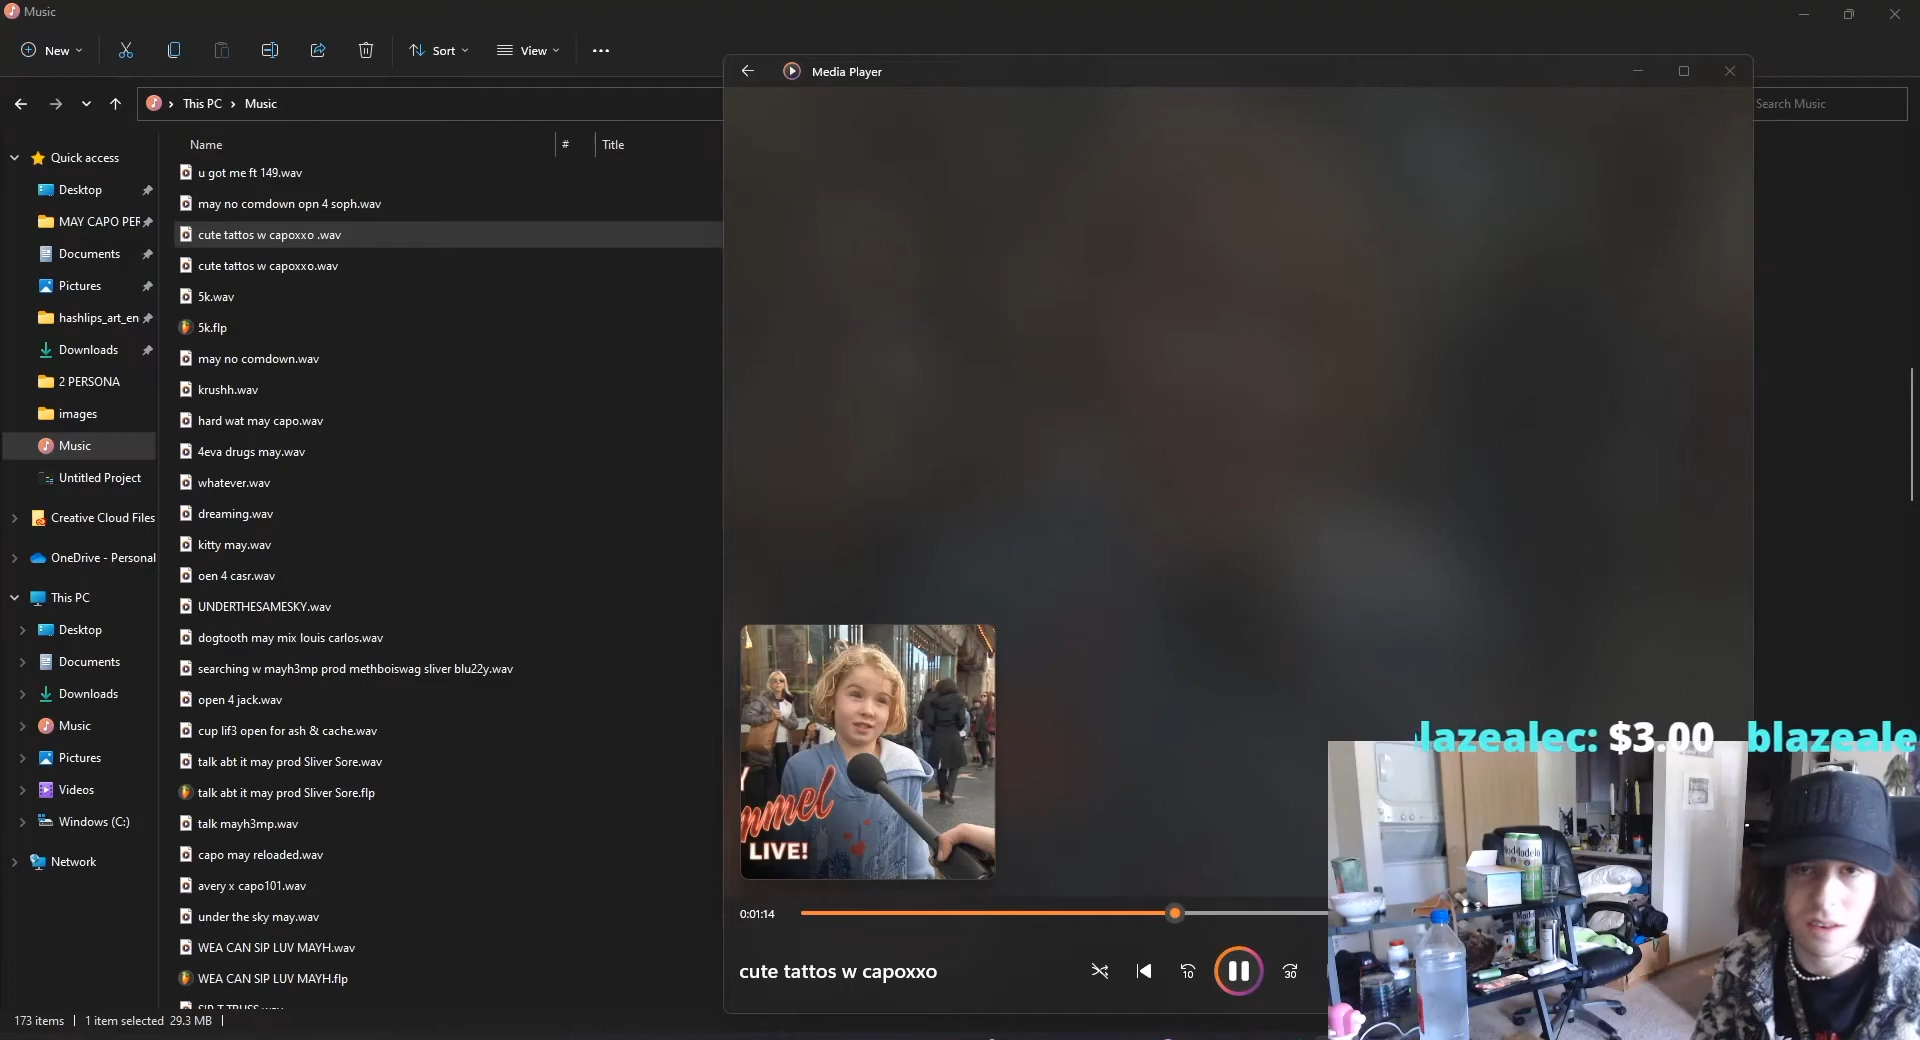 Music
New
Sort
View
Media Player
This PC
Music
Search Music
Name
#
Title
Quick access
Desktop
MAY CAPO PER
Documents
Pictures
hashlips_art_en
Downloads
2 PERSONA
images
Music
Untitled Project
Creative Cloud Files
OneDrive - Personal
This PC
Desktop
Documents
Downloads
Music
Pictures
Videos
Windows (C:)
Network
u got me ft 149.wav
may no comdown opn 4 soph.wav
cute tattos w capoxxo .wav
cute tattos w capoxxo.wav
5k.wav
5k.flp
may no comdown.wav
krushh.wav
hard wat may capo.wav
4eva drugs may.wav
whatever.wav
dreaming.wav
kitty may.wav
oen 4 casr.wav
UNDERTHESAMESKY.wav
dogtooth may mix louis carlos.wav
searching w mayh3mp prod methboiswag sliver blu22y.wav
open 4 jack.wav
cup lif3 open for ash & cache.wav
talk abt it may prod Sliver Sore.wav
talk abt it may prod Sliver Sore.flp
talk mayh3mp.wav
capo may reloaded.wav
avery x capo101.wav
under the sky may.wav
WEA CAN SIP LUV MAYH.wav
WEA CAN SIP LUV MAYH.flp
173 items
1 item selected 29.3 MB
LIVE!
0:01:14
cute tattos w capoxxo
10
30
lazealec: $3.00 blazeale
Modelo